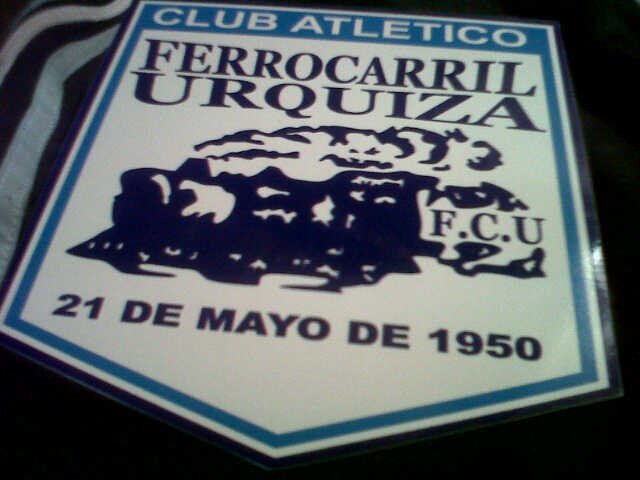 CLUB ATLETICO
FERROCARRIL
URQUIZA
F.C.U
21 DE MAYO DE 1950